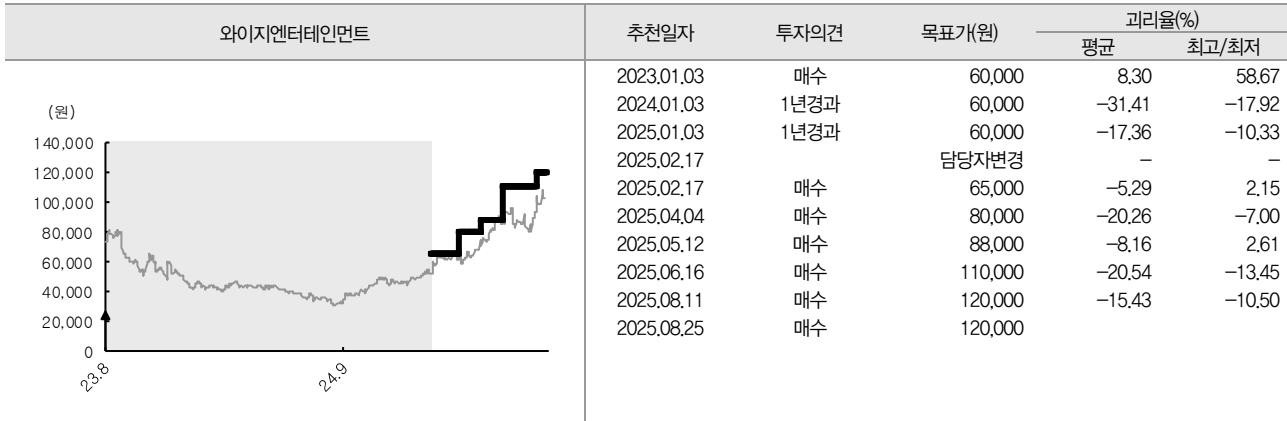 와이지엔터테인먼트
추천일자 투자의견 목표가(원) 괴리율(%)
평균 최고/최저
(원)
140,000
120,000
100,000
80,000
60,000
40,000
20,000
0
23.8
24.9
2023.01.03 매수 60,000 8.30 58.67
2024.01.03 1년경과 60,000 −31.41 −17.92
2025.01.03 1년경과 60,000 −17.36 −10.33
2025.02.17 담당자변경 − −
2025.02.17 매수 65,000 −5.29 2.15
2025.04.04 매수 80,000 −20.26 −7.00
2025.05.12 매수 88,000 −8.16 2.61
2025.06.16 매수 110,000 −20.54 −13.45
2025.08.11 매수 120,000 −15.43 −10.50
2025.08.25 매수 120,000